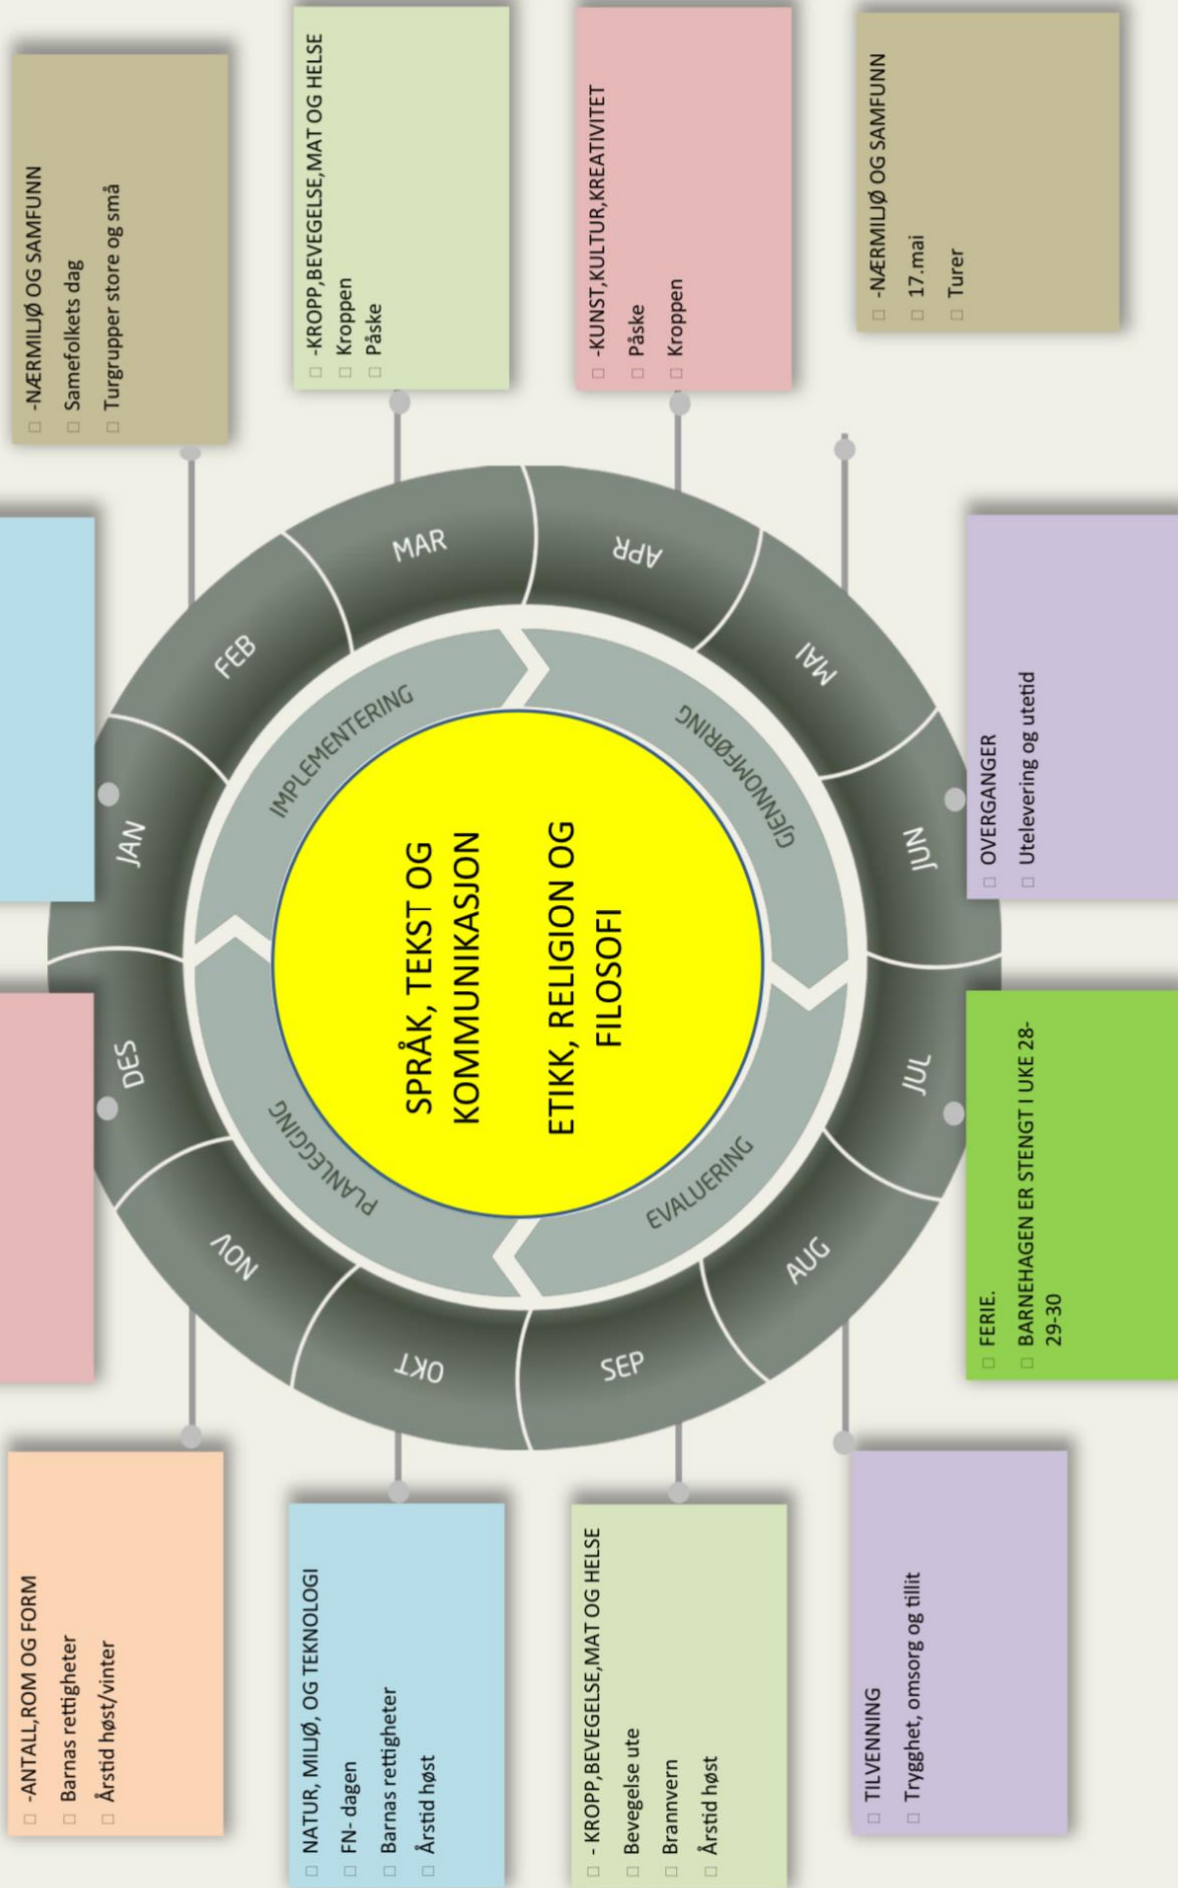 -ANTALL,ROM OG FORM
Barnas rettigheter
Årstid høst/vinter
NATUR, MILJØ, OG TEKNOLOGI
FN- dagen
Barnas rettigheter
Årstid høst
- KROPP,BEVEGELSE,MAT OG HELSE
Bevegelse ute
Brannvern
Årstid høst
TILVENNING
Trygghet, omsorg og tillit
-NÆRMILJØ OG SAMFUNN
Samefolkets dag
Turgrupper store og små
-KROPP,BEVEGELSE,MAT OG HELSE
Kroppen
Påske
-KUNST,KULTUR,KREATIVITET
Påske
Kroppen
-NÆRMILJØ OG SAMFUNN
17.mai
Turer
OVERGANGER
Utelevering og utetid
FERIE.
BARNEHAGEN ER STENGT I UKE 28-
29-30
JAN
FEB
MAR
APR
MAI
JUN
JUL
AUG
SEP
OKT
NOV
DES
PLANLEGGING
IMPLEMENTERING
GJENNOMFØRING
EVALUERING
SPRÅK, TEKST OG
KOMMUNIKASJON
ETIKK, RELIGION OG
FILOSOFI